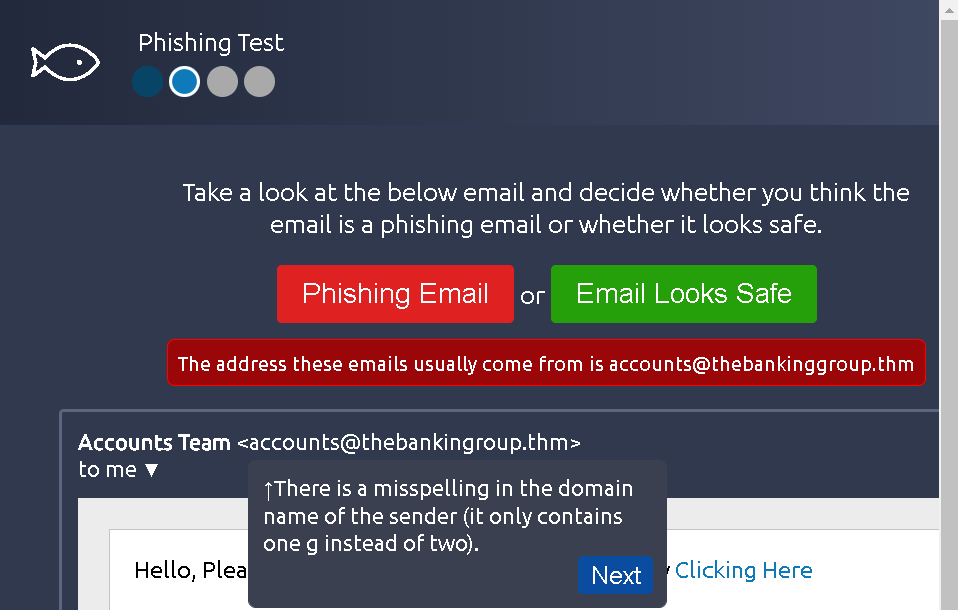 Phishing Test
Take a look at the below email and decide whether you think the
email is a phishing email or whether it looks safe.
Phishing Email or Email Looks Safe
The address these emails usually come from is accounts@thebankinggroup.thm
Accounts Team <accounts@thebankingroup.thm>
to me ▼
↑There is a misspelling in the domain
name of the sender (it only contains
one g instead of two).
Next
Hello, Clicking Here